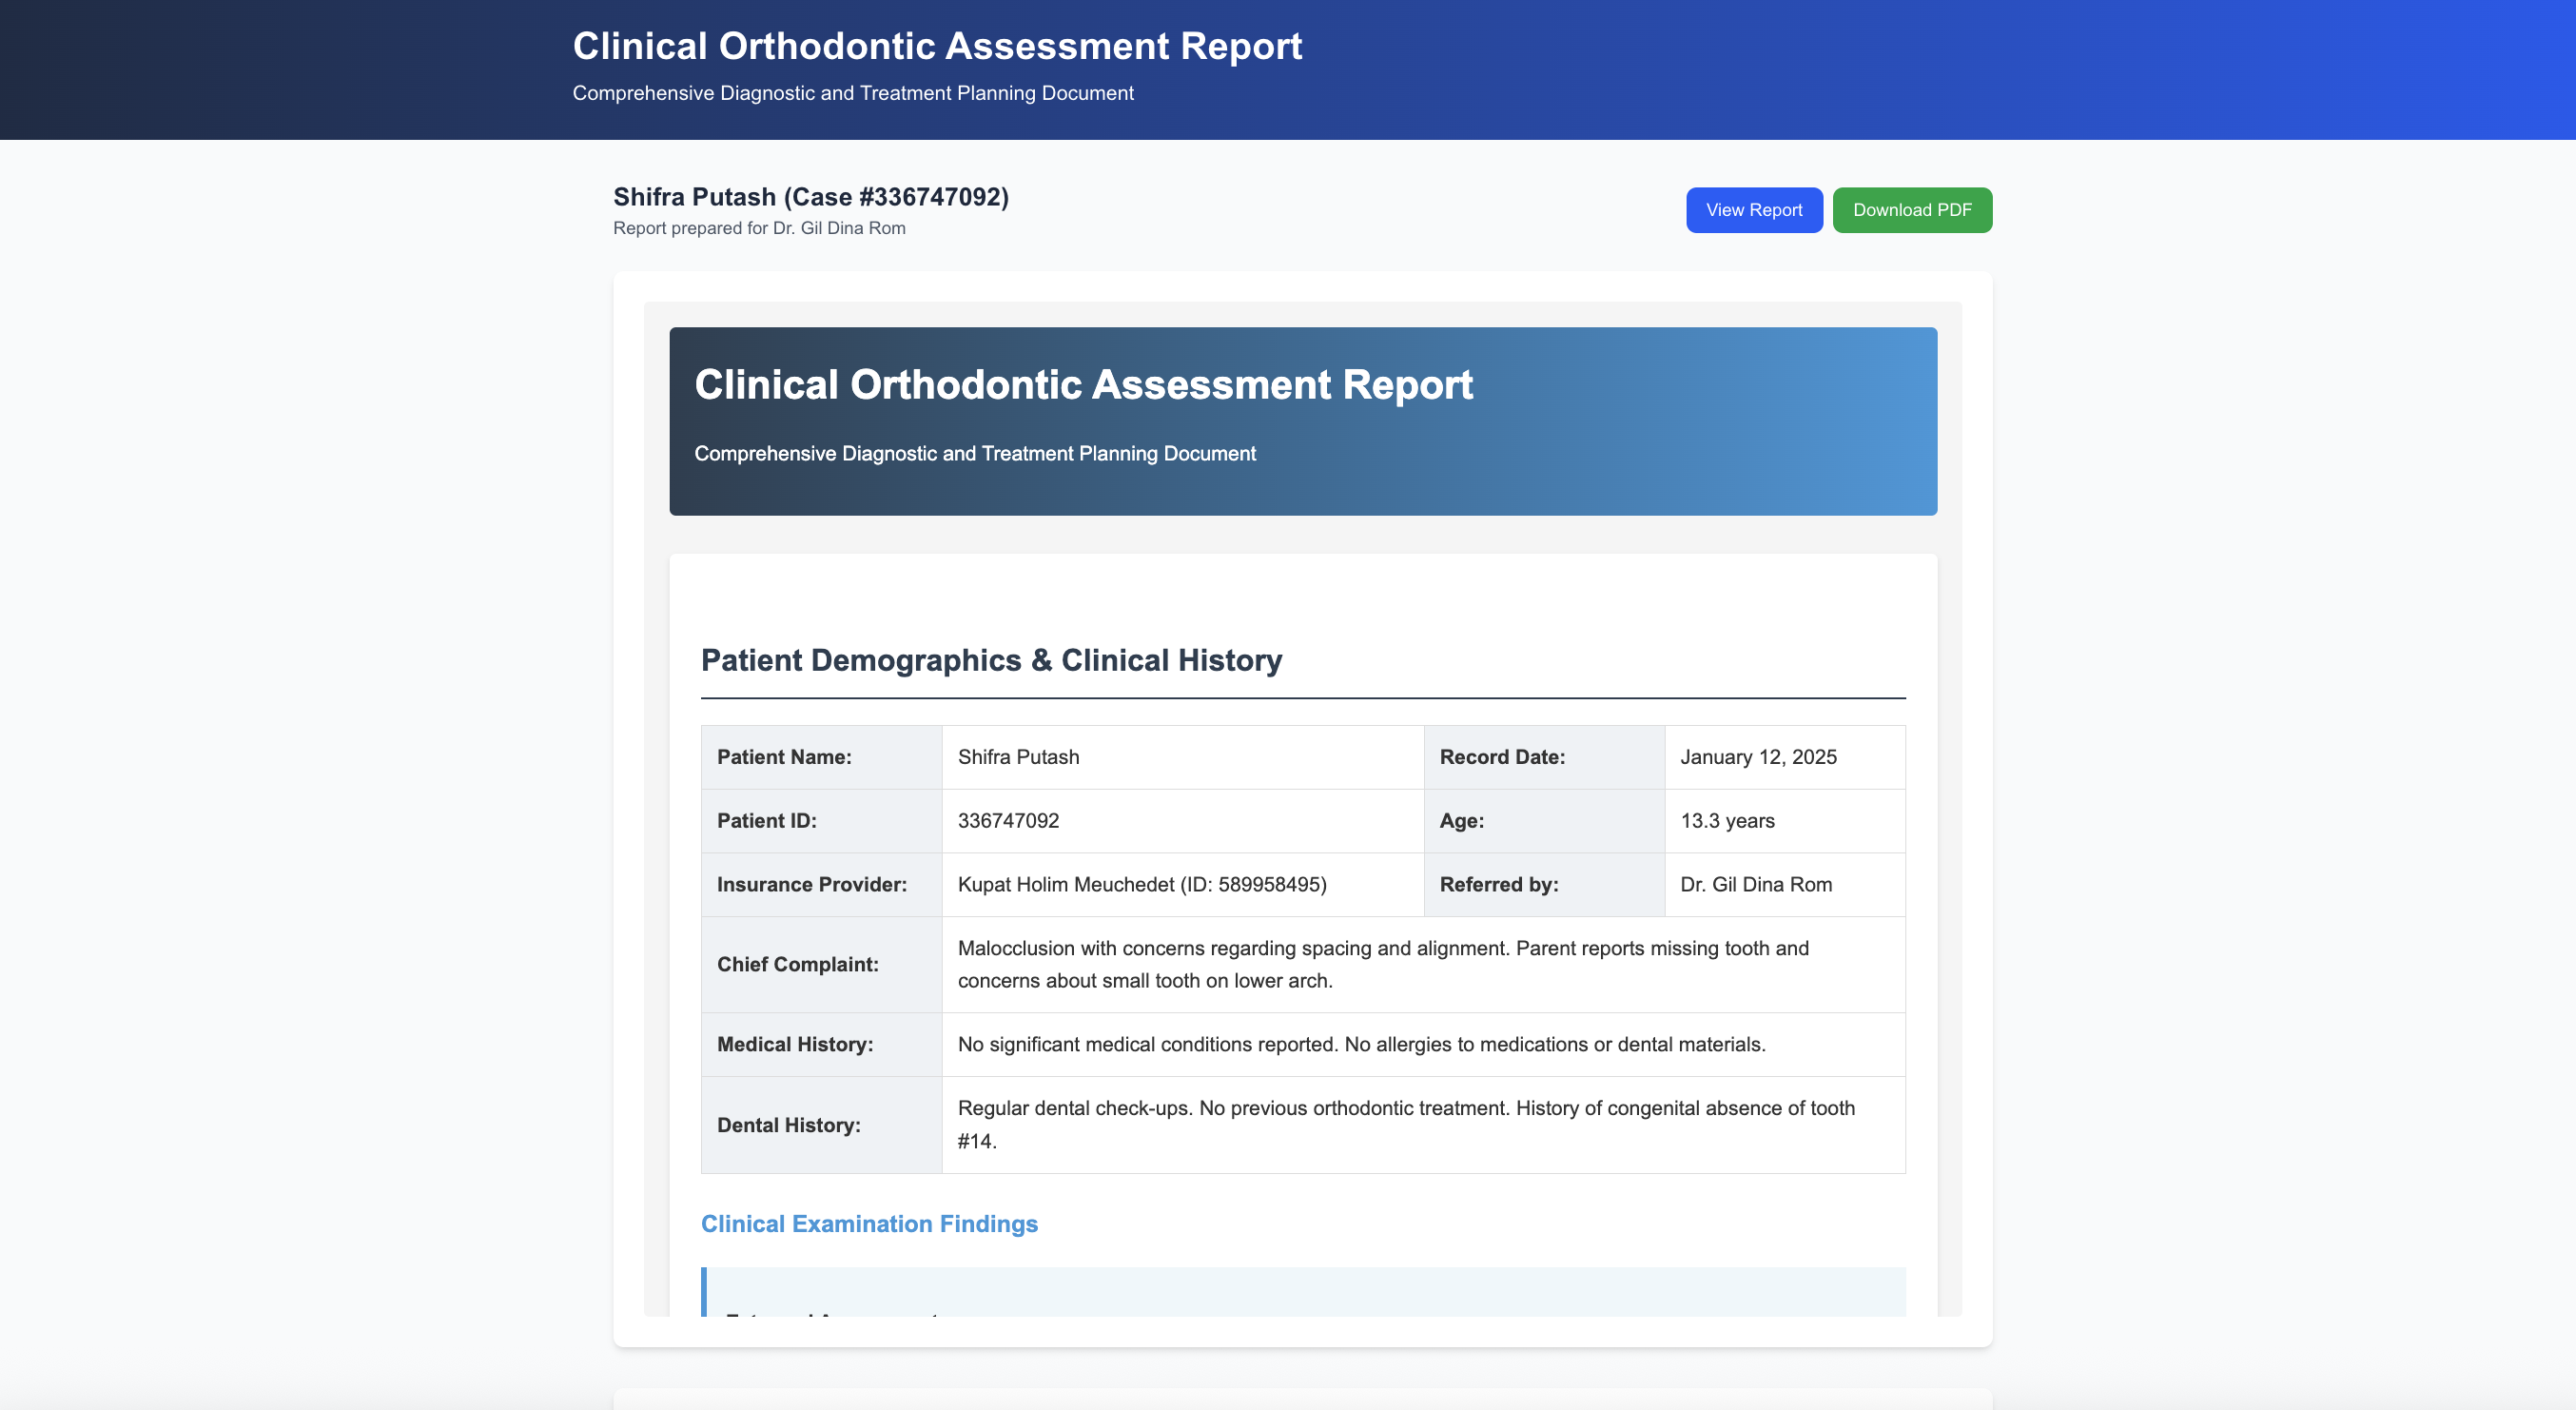 Clinical Orthodontic Assessment Report
Comprehensive Diagnostic and Treatment Planning Document
Shifra Putash (Case #336747092)
Report prepared for Dr. Gil Dina Rom
View Report
Download PDF
Clinical Orthodontic Assessment Report
Comprehensive Diagnostic and Treatment Planning Document
Patient Demographics & Clinical History
Patient Name: Shifra Putash Record Date: January 12, 2025
Patient ID: 336747092 Age: 13.3 years
Insurance Provider: Kupat Holim Meuchedet (ID: 589958495) Referred by: Dr. Gil Dina Rom
Chief Complaint: Malocclusion with concerns regarding spacing and alignment. Parent reports missing tooth and
concerns about small tooth on lower arch.
Medical History: No significant medical conditions reported. No allergies to medications or dental materials.
Dental History: Regular dental check-ups. No previous orthodontic treatment. History of congenital absence of tooth
#14.
Clinical Examination Findings